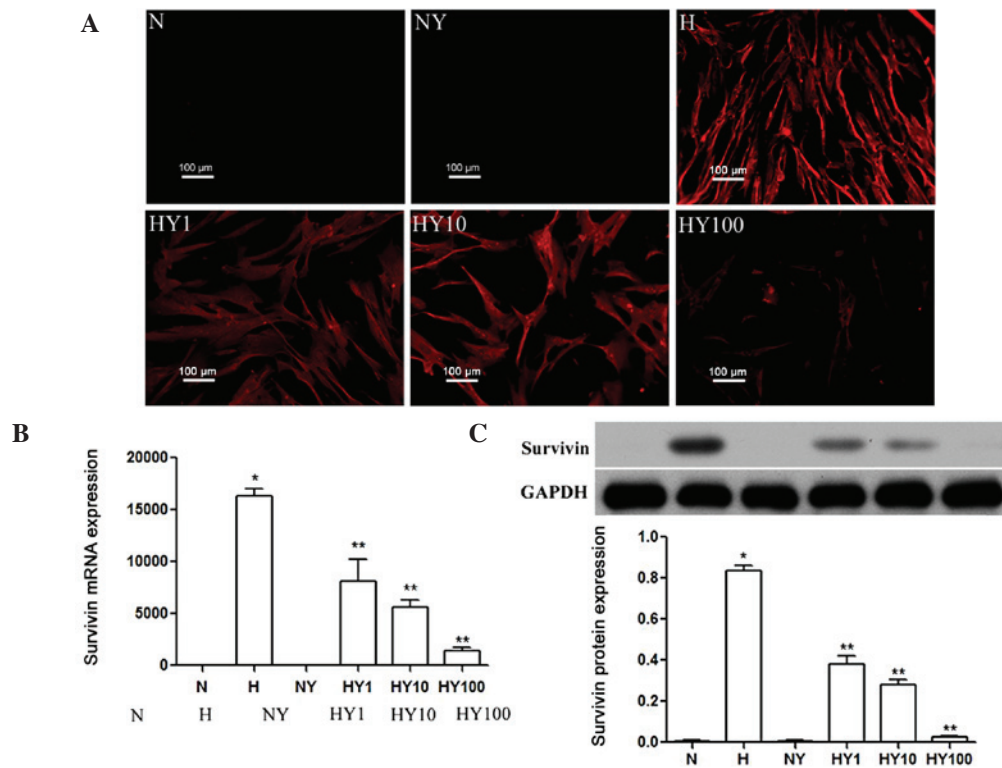 A
N
NY
H
100 µm
100 µm
100 µm
HY1
HY10
HY100
100 µm
100 µm
100 µm
B
C
Survivin
GAPDH
Survivin mRNA expression
20000
15000
10000
5000
0
*
**
**
**
N H NY HY1 HY10 HY100
N H NY HY1 HY10 HY100
Survivin protein expression
1.0
0.8
0.6
0.4
0.2
0.0
*
**
**
**
N H NY HY1 HY10 HY100